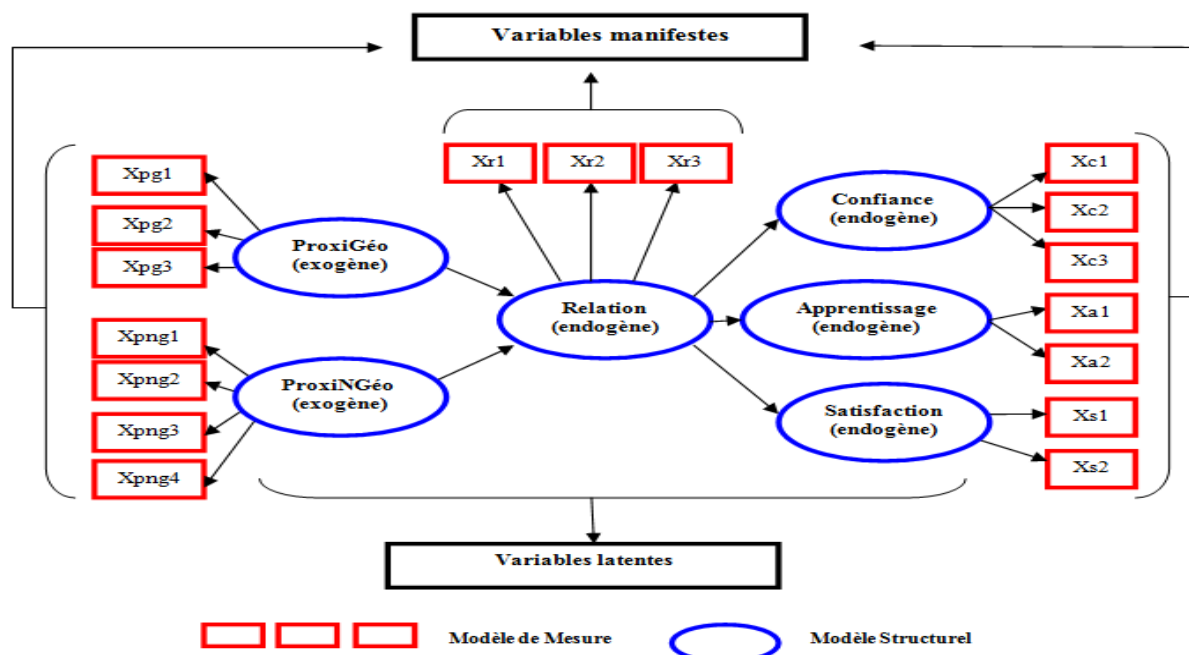 Variables manifestes
Xr1 Xr2 Xr3
Xpg1
Xpg2
Xpg3
ProxiGéo
(exogène)
Xpng1
Xpng2
Xpng3
Xpng4
ProxiNGéo
(exogène)
Relation
(endogène)
Confiance
(endogène)
Apprentissage
(endogène)
Satisfaction
(endogène)
Xc1
Xc2
Xc3
Xa1
Xa2
Xs1
Xs2
Variables latentes
Modèle de Mesure
Modèle Structurel